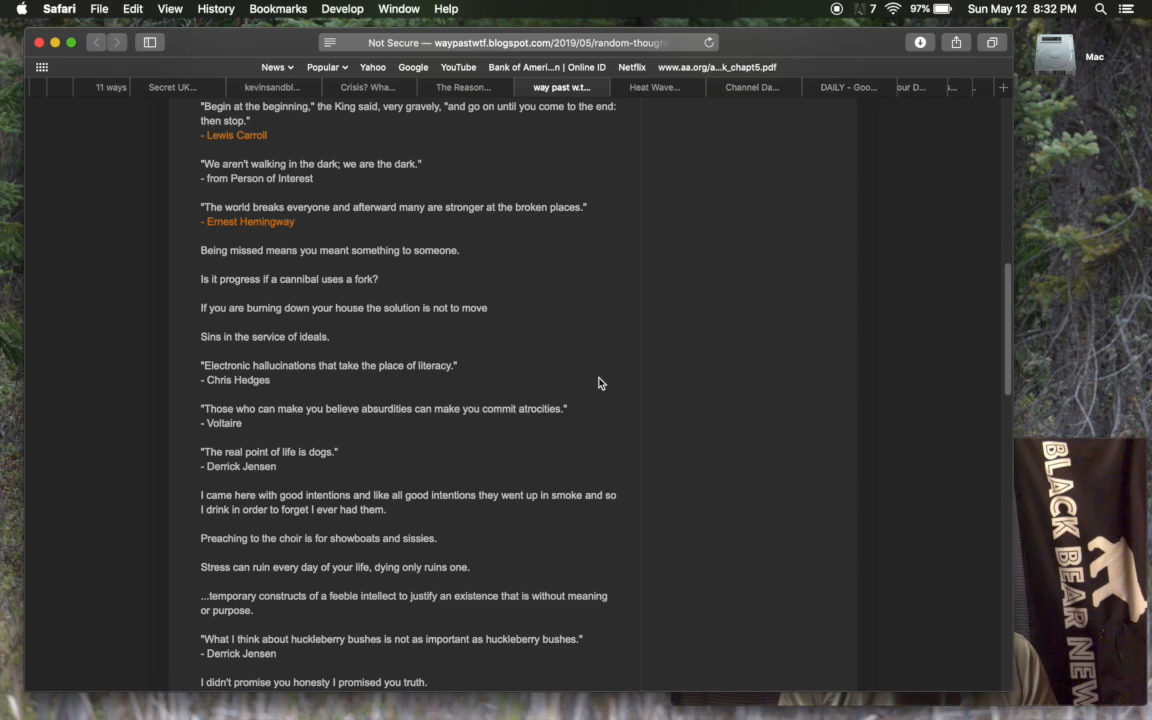 Safari File Edit View History Bookmarks Develop Window Help 7 97% Sun May 12 8:32 PM
Not Secure — waypastwtf.blogspot.com/2019/05/random-though
Mac
News Popular Yahoo Google YouTube Bank of Ameri...n | Online ID Netflix www.aa.org/a...k_chapt5.pdf
11 ways Secret UK... kevinsandbl... Crisis? Wha... The Reason... way past w.t... Heat Wave... Channel Da... DAILY - Goo... our D... s... .
"Begin at the beginning," the King said, very gravely, "and go on until you come to the end:
then stop."
- Lewis Carroll
"We aren't walking in the dark; we are the dark."
- from Person of Interest
"The world breaks everyone and afterward many are stronger at the broken places."
- Ernest Hemingway
Being missed means you meant something to someone.
Is it progress if a cannibal uses a fork?
If you are burning down your house the solution is not to move
Sins in the service of ideals.
"Electronic hallucinations that take the place of literacy."
- Chris Hedges
"Those who can make you believe absurdities can make you commit atrocities."
- Voltaire
"The real point of life is dogs."
- Derrick Jensen
I came here with good intentions and like all good intentions they went up in smoke and so
I drink in order to forget I ever had them.
Preaching to the choir is for showboats and sissies.
Stress can ruin every day of your life, dying only ruins one.
...temporary constructs of a feeble intellect to justify an existence that is without meaning
or purpose.
"What I think about huckleberry bushes is not as important as huckleberry bushes."
- Derrick Jensen
I didn't promise you honesty I promised you truth.
BLACK BEAR NEW